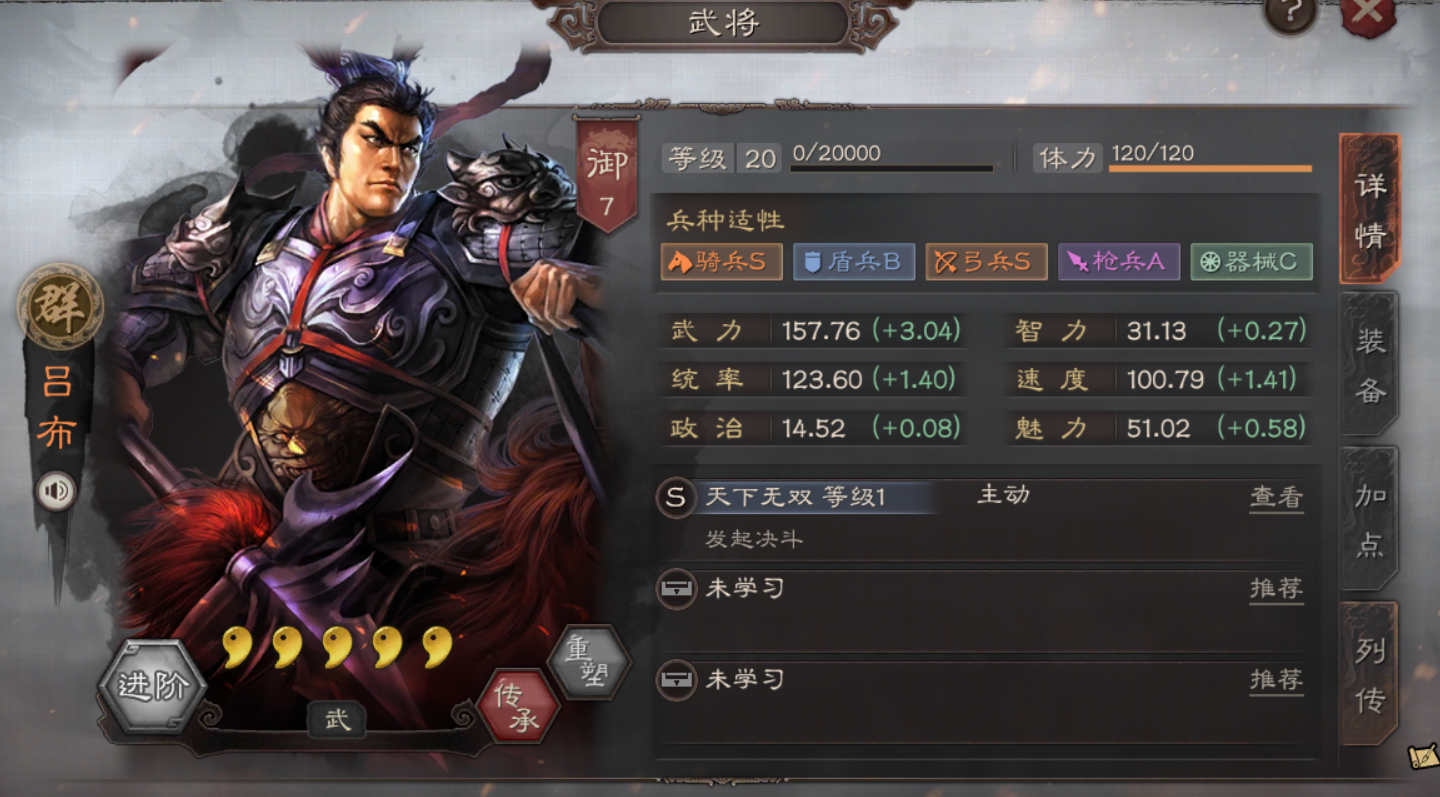 武将
?
御
7
群
吕布
等级 20 0/20000
体力 120/120
兵种适性
骑兵S 盾兵B 弓兵S 枪兵A 器械C
武力 157.76 (+3.04)
智力 31.13 (+0.27)
统率 123.60 (+1.40)
速度 100.79 (+1.41)
政治 14.52 (+0.08)
魅力 51.02 (+0.58)
S 天下无双 等级1 主动 查看
发起决斗
未学习 推荐
未学习 推荐
进阶
武
传承
重塑
详情
装备
加点
列传